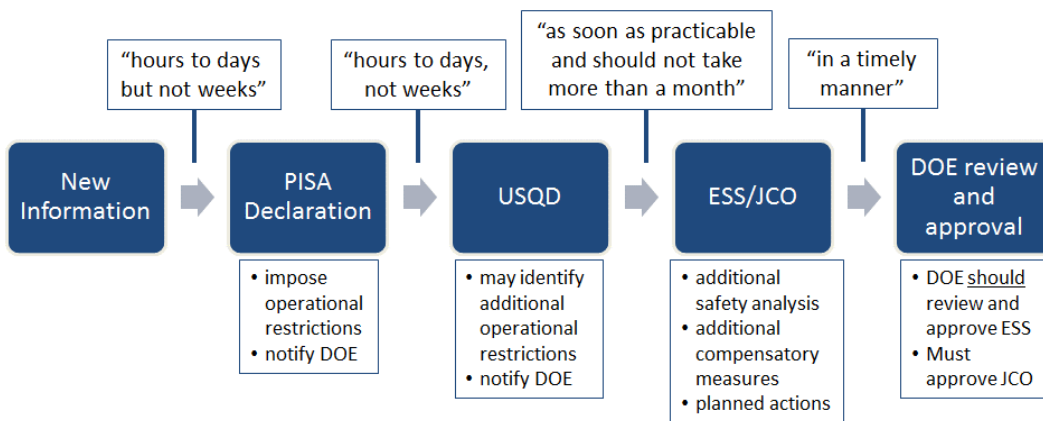 “hours to days
but not weeks”
“hours to days,
not weeks”
“as soon as practicable
and should not take
more than a month”
“in a timely
manner”
New
Information
PISA
Declaration
USQD
ESS/JCO
DOE review
and
approval
• impose
operational
restrictions
• notify DOE
• may identify
additional
operational
restrictions
• notify DOE
• additional
safety analysis
• additional
compensatory
measures
• planned actions
• DOE should
review and
approve ESS
• Must
approve JCO